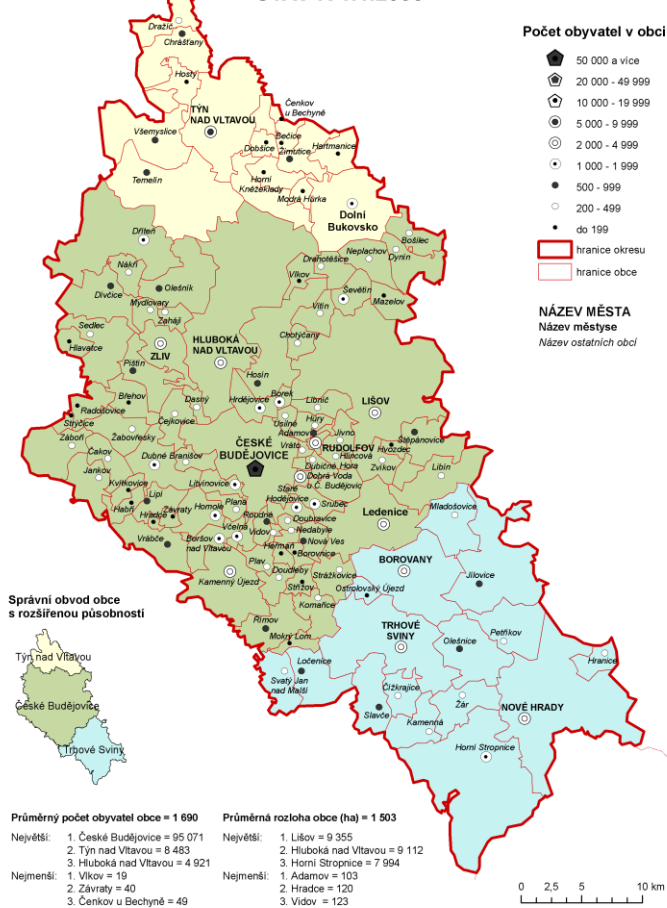 Počet obyvatel v obci
50 000 a více
20 000 - 49 999
10 000 - 19 999
5 000 - 9 999
2 000 - 4 999
1 000 - 1 999
500 - 999
200 - 499
do 199
hranice okresu
hranice obce
NÁZEV MĚSTA
Název městyse
Název ostatních obcí
Dražíč
Chrášťany
Hosty
TÝN
NAD VLTAVOU
Čenkov
u Bechyně
Všemyslice
Bečice
Dobšice
Žimutice
Hartmanice
Temelín
Horní
Kněžeklady
Modrá Hůrka
Dolní
Bukovsko
Dříteň
Bošilec
Neplachov
Dynín
Drahotěšice
Nákří
Vlkov
Olešník
Dívčice
Ševětín
Mazelov
Mydlovary
Zahájí
Vitín
Sedlec
Chotýčany
Hlavatce
ZLIV
HLUBOKÁ
NAD VLTAVOU
Pištín
Hosín
Břehov
Dasný
Hrdějovice
Borek
Libníč
LIŠOV
Radošovice
Strýčice
Čejkovice
Úsilné
Hůry
Adamov
Záboří
Žabovřesky
ČESKÉ
BUDĚJOVICE
RUDOLFOV
Jivno
Štěpánovice
Hvozdec
Vráto
Hlincová
Hora
Čakov
Dubné
Branišov
Dubičné
Zvíkov
Libín
Jankov
Dobrá Voda
u Č. Budějovic
Kvítkovice
Litvínovice
Staré
Hodějovice
Mladošovice
Lipí
Habří
Planá
Srubec
Homole
Hradce
Závraty
Roudné
Doubravice
Ledenice
Včelná
Vidov
Nedabyle
Vrábče
Boršov
nad Vltavou
Nová Ves
Heřmaň
Borovnice
BOROVANY
Plav
Kamenný Újezd
Doudleby
Strážkovice
Jílovice
Střížov
Ostrolovský Újezd
Komařice
Římov
TRHOVÉ
SVINY
Mokrý Lom
Petříkov
Olešnice
Ločenice
Hranice
Svatý Jan
nad Malší
Čížkrajice
Žár
NOVÉ HRADY
Slavče
Kamenná
Horní Stropnice
Správní obvod obce
s rozšířenou působností
Týn nad Vltavou
České Budějovice
Trhové Sviny
Průměrný počet obyvatel obce = 1 690
Největší: 1. České Budějovice = 95 071
2. Týn nad Vltavou = 8 483
3. Hluboká nad Vltavou = 4 921
Nejmenší: 1. Vlkov = 19
2. Závraty = 40
3. Čenkov u Bechyně = 49
Průměrná rozloha obce (ha) = 1 503
Největší: 1. Lišov = 9 355
2. Hluboká nad Vltavou = 9 112
3. Horní Stropnice = 7 994
Nejmenší: 1. Adamov = 103
2. Hradce = 120
3. Vidov = 123
0 2,5 5 10 km